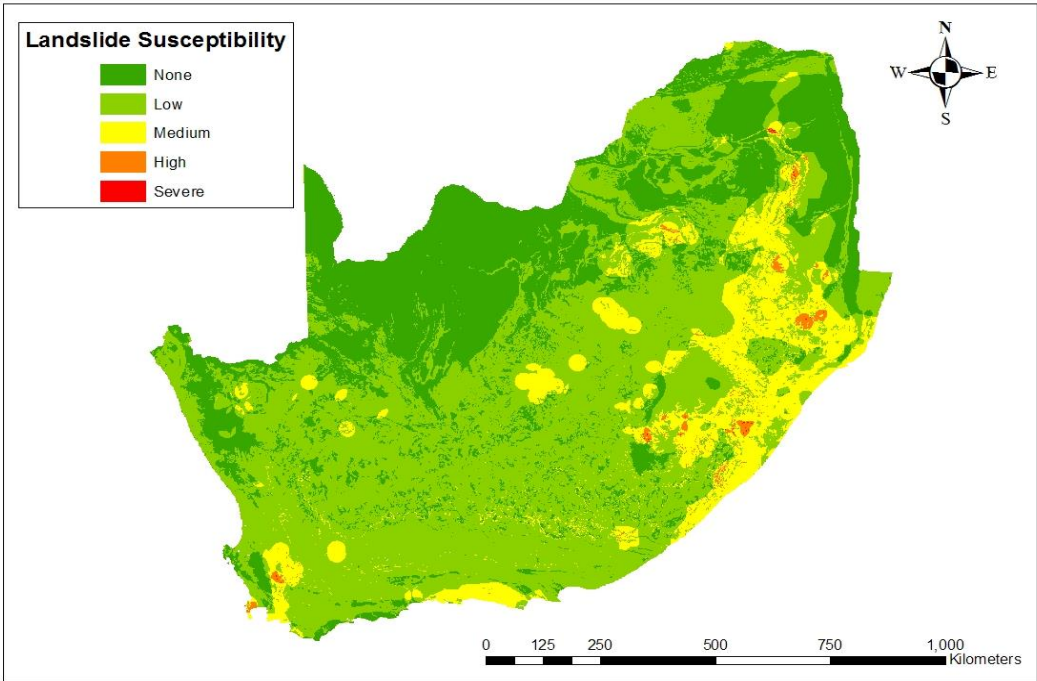 Landslide Susceptibility
None
Low
Medium
High
Severe
N
W E
S
0 125 250 500 750 1,000
Kilometers